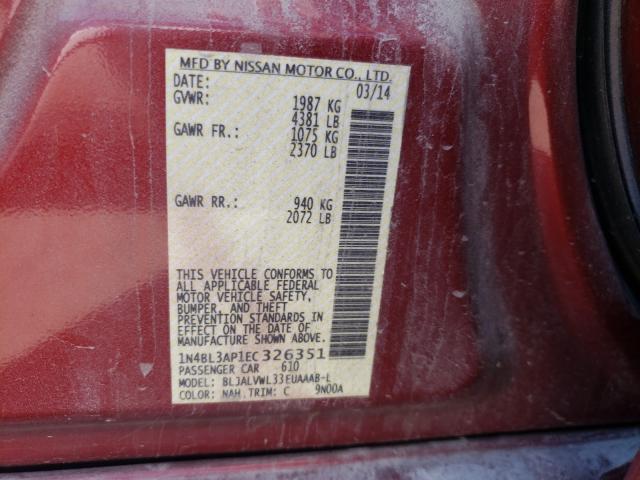 MFD BY NISSAN MOTOR CO., LTD.
DATE: 03/14
GVWR: 1987 KG
4381 LB
GAWR FR.: 1075 KG
2370 LB
GAWR RR.: 940 KG
2072 LB
THIS VEHICLE CONFORMS TO
ALL APPLICABLE FEDERAL
MOTOR VEHICLE SAFETY,
BUMPER, AND THEFT
PREVENTION STANDARDS IN
EFFECT ON THE DATE OF
MANUFACTURE SHOWN ABOVE.
1N4BL3AP1EC326351
PASSENGER CAR 610
MODEL: BL3ALVWL33EUAAAB-L
COLOR: NAH TRIM: C 9N00A